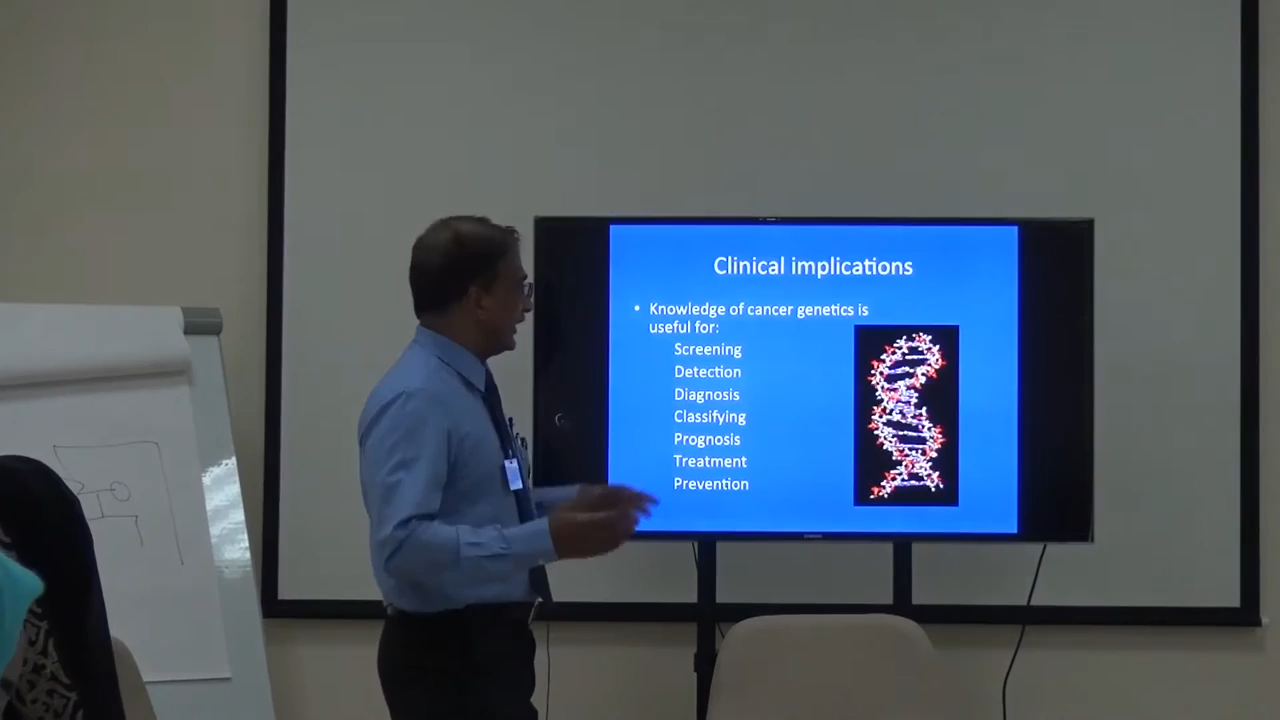 Clinical implications
• Knowledge of cancer genetics is
useful for:
Screening
Detection
Diagnosis
Classifying
Prognosis
Treatment
Prevention